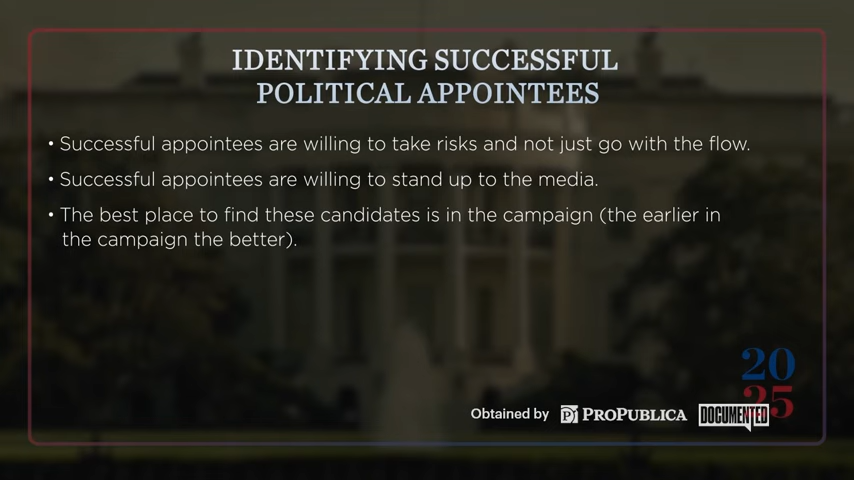 IDENTIFYING SUCCESSFUL
POLITICAL APPOINTEES
• Successful appointees are willing to take risks and not just go with the flow.
• Successful appointees are willing to stand up to the media.
• The best place to find these candidates is in the campaign (the earlier in
the campaign the better).
20
25
Obtained by PROPUBLICA DOCUMENTED